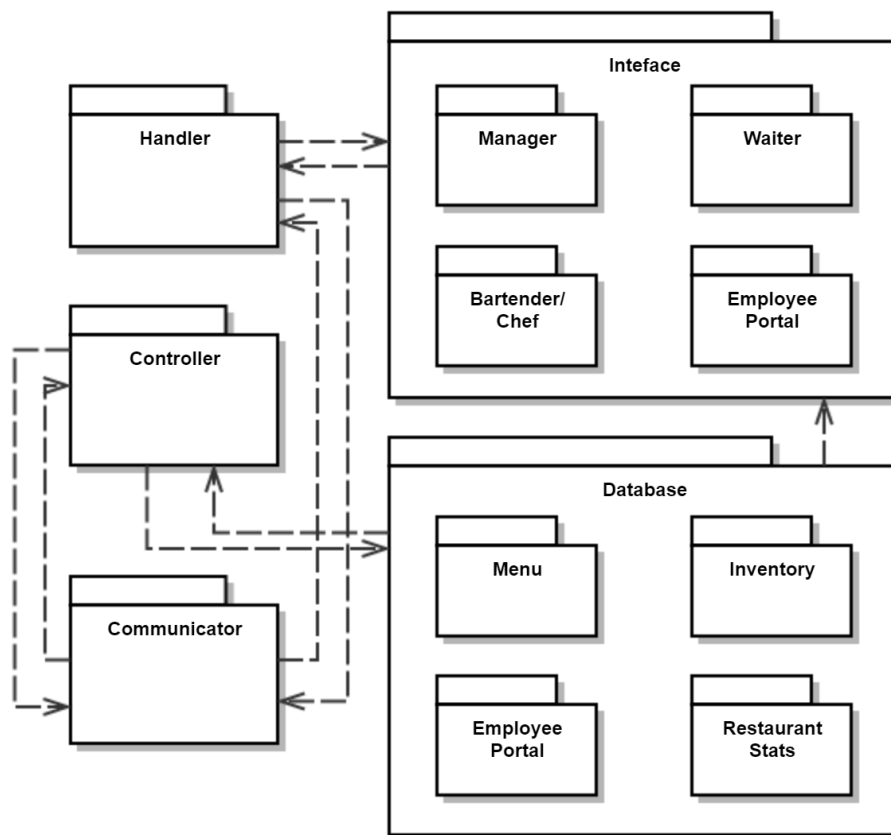 Inteface
Handler
Manager
Waiter
Bartender/
Chef
Employee
Portal
Controller
Database
Menu
Inventory
Communicator
Employee
Portal
Restaurant
Stats